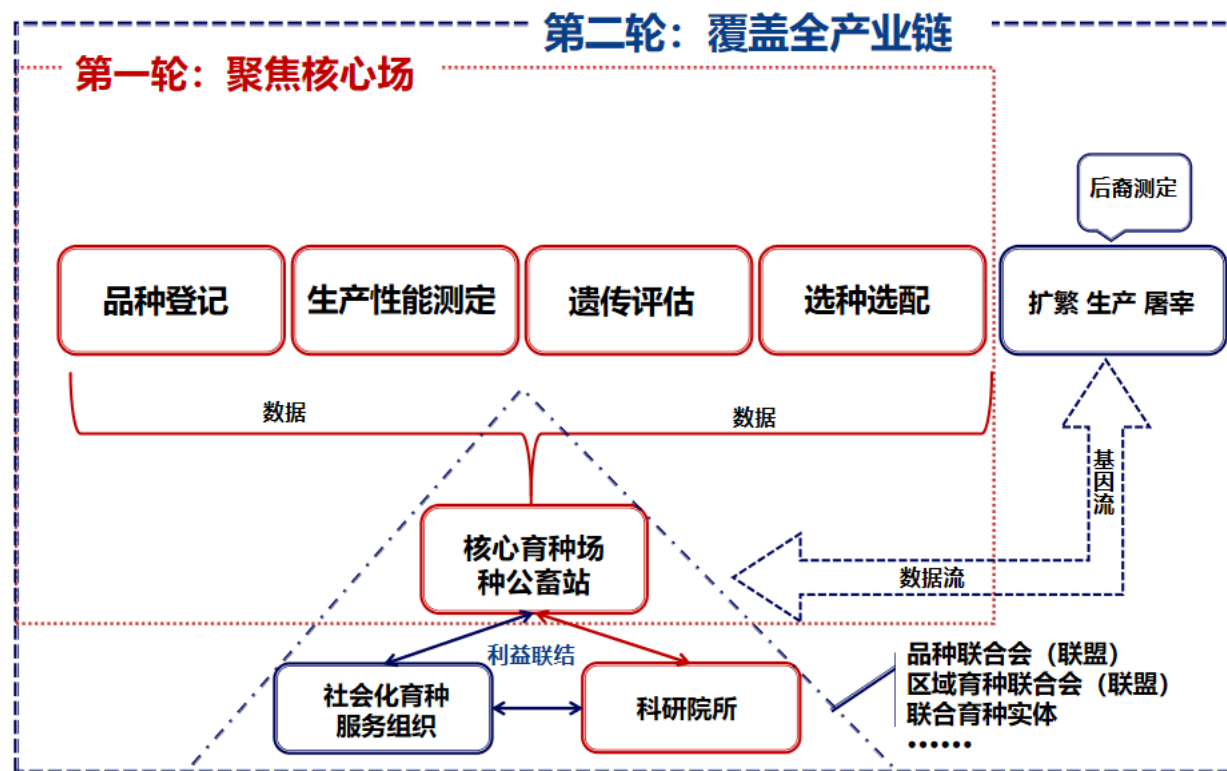 第二轮：覆盖全产业链
第一轮：聚焦核心场
后裔测定
品种登记
生产性能测定
遗传评估
选种选配
扩繁 生产 屠宰
数据
数据
基因流
核心育种场
种公畜站
数据流
利益联结
社会化育种
服务组织
科研院所
品种联合会（联盟）
区域育种联合会（联盟）
联合育种实体
••••••